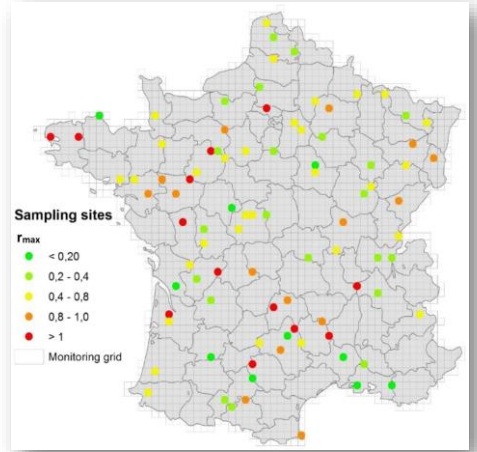 Sampling sites
rmax
< 0,20
0,2 - 0,4
0,4 - 0,8
0,8 - 1,0
> 1
Monitoring grid